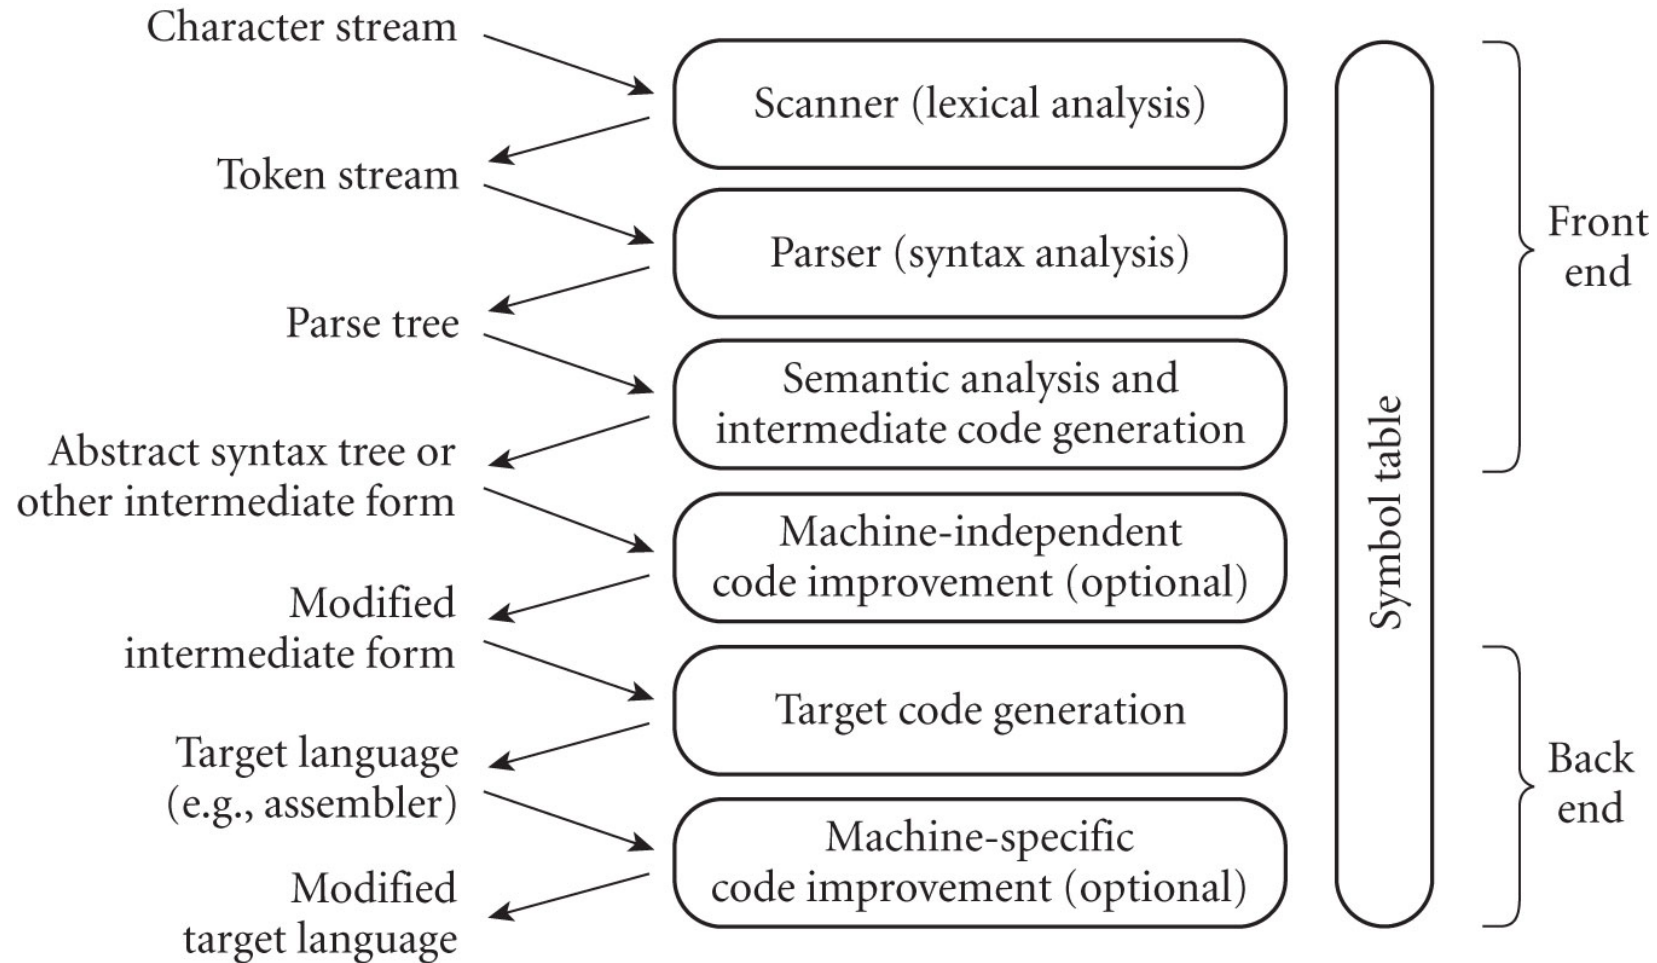 Character stream
Scanner (lexical analysis)
Token stream
Parser (syntax analysis)
Parse tree
Semantic analysis and
intermediate code generation
Abstract syntax tree or
other intermediate form
Machine-independent
code improvement (optional)
Modified
intermediate form
Target code generation
Target language
(e.g., assembler)
Machine-specific
code improvement (optional)
Modified
target language
Symbol table
Front
end
Back
end